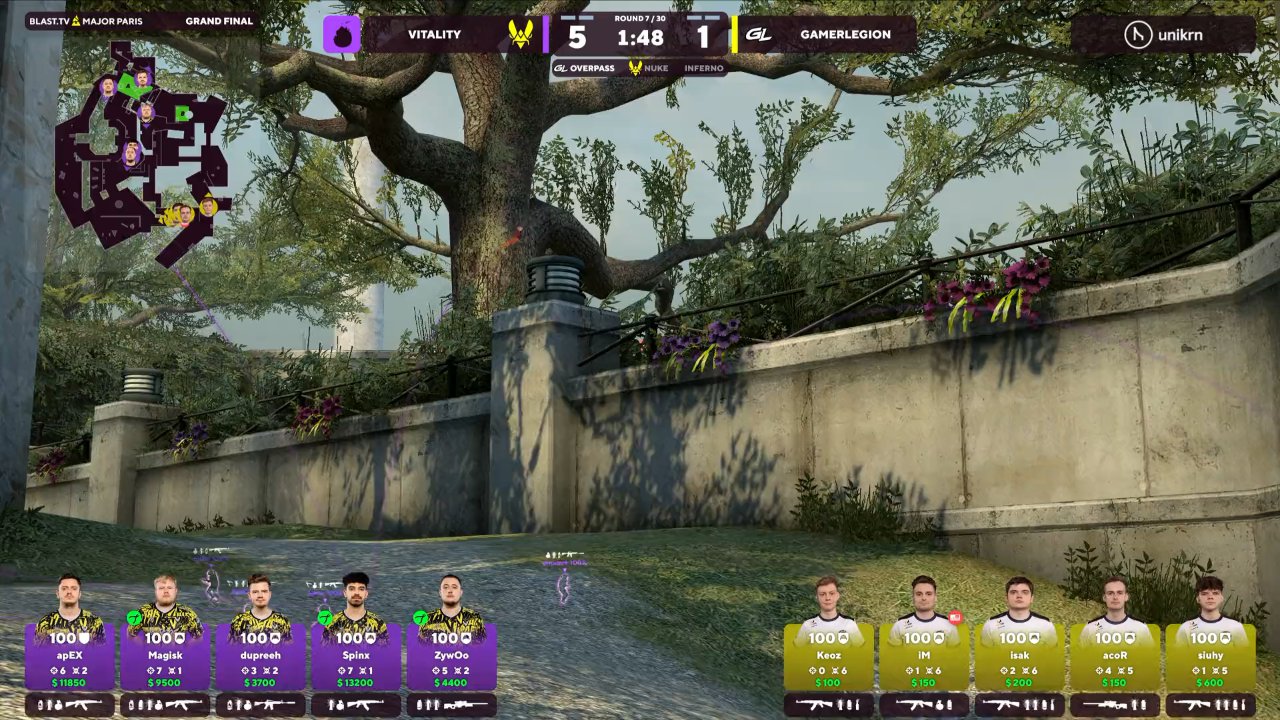 BLAST.TV MAJOR PARIS GRAND FINAL
VITALITY 5 ROUND 7 / 30 1:48 1 GL GAMERLEGION
unikrn
GL OVERPASS NUKE INFERNO
A
B
100 100 100 100 100 100 100 100 100 100
apEX Magisk dupreeh Spinx ZywOo Keoz iM isak acoR siuhy
6 2 7 1 3 2 7 1 5 2 0 6 1 6 2 6 4 5 1 5
$11850 $9500 $3700 $13200 $4400 $100 $150 $200 $150 $600